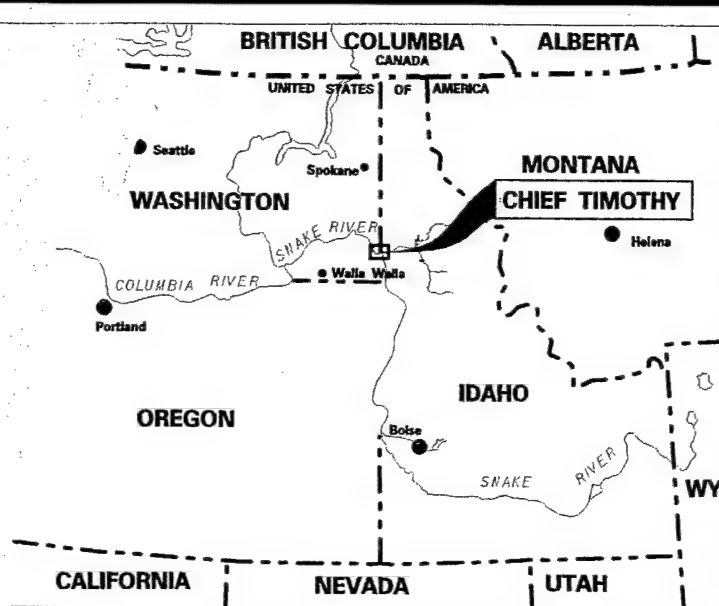 BRITISH COLUMBIA
ALBERTA
CANADA
UNITED STATES OF AMERICA
Seattle
Spokane
MONTANA
WASHINGTON
CHIEF TIMOTHY
SNAKE RIVER
Helena
Walla Walla
COLUMBIA RIVER
Portland
IDAHO
OREGON
Boise
SNAKE RIVER
WY
CALIFORNIA
NEVADA
UTAH